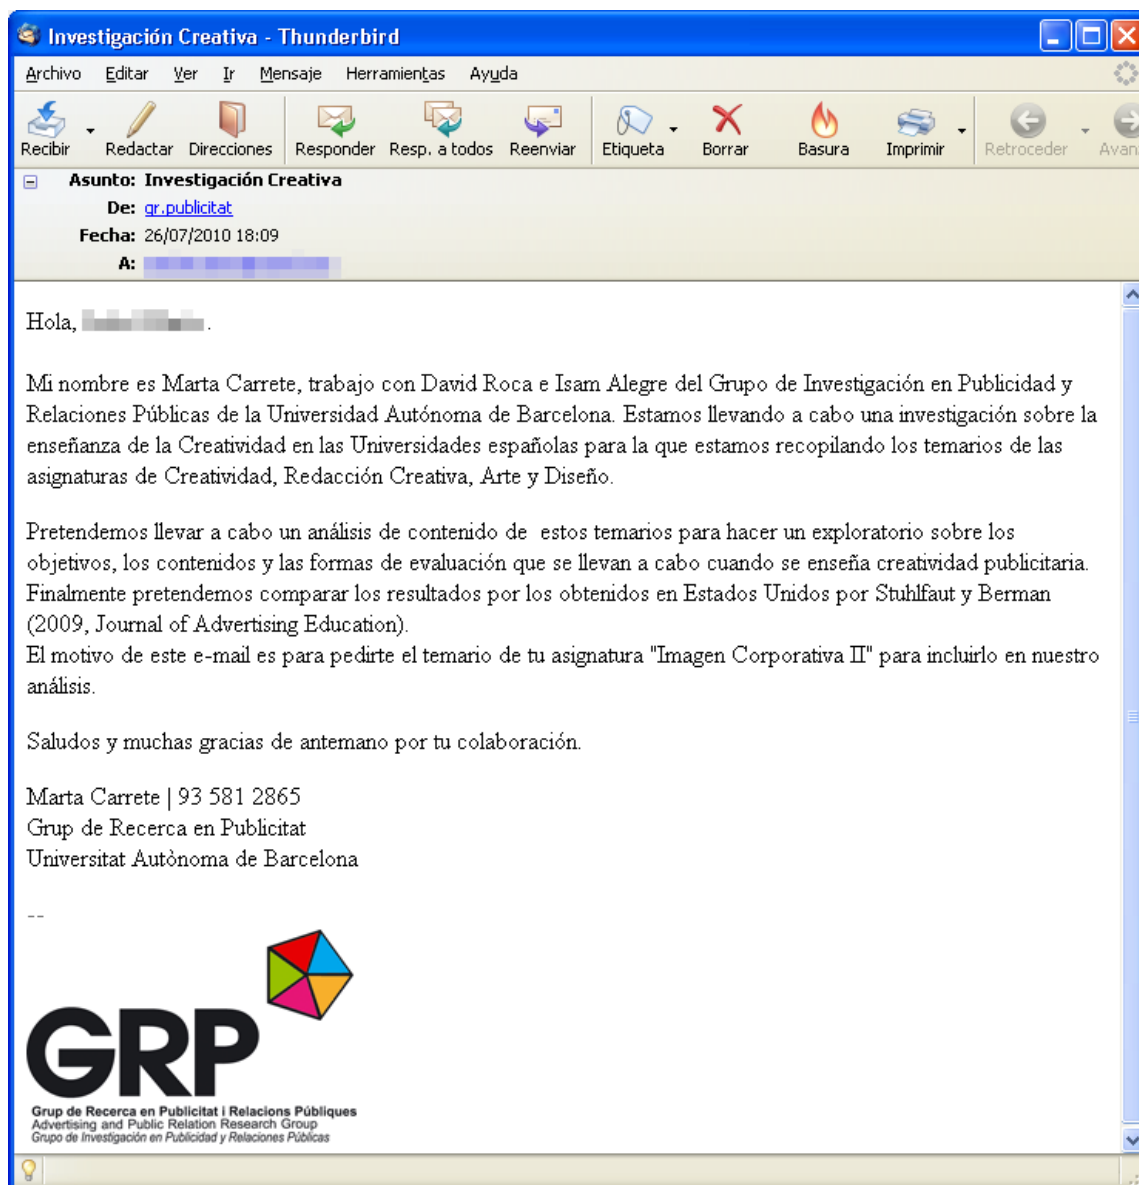 Investigación Creativa - Thunderbird
Archivo Editar Ver Ir Mensaje Herramientas Ayuda
Recibir Redactar Direcciones Responder Resp. a todos Reenviar Etiqueta Borrar Basura Imprimir Retroceder Avan
Asunto: Investigación Creativa
De: gr.publicitat
Fecha: 26/07/2010 18:09
A:
Hola, .
Mi nombre es Marta Carrete, trabajo con David Roca e Isam Alegre del Grupo de Investigación en Publicidad y
Relaciones Públicas de la Universidad Autónoma de Barcelona. Estamos llevando a cabo una investigación sobre la
enseñanza de la Creatividad en las Universidades españolas para la que estamos recopilando los temarios de las
asignaturas de Creatividad, Redacción Creativa, Arte y Diseño.
Pretendemos llevar a cabo un análisis de contenido de estos temarios para hacer un exploratorio sobre los
objetivos, los contenidos y las formas de evaluación que se llevan a cabo cuando se enseña creatividad publicitaria.
Finalmente pretendemos comparar los resultados por los obtenidos en Estados Unidos por Stuhlfaut y Berman
(2009, Journal of Advertising Education).
El motivo de este e-mail es para pedirte el temario de tu asignatura "Imagen Corporativa II" para incluirlo en nuestro
análisis.
Saludos y muchas gracias de antemano por tu colaboración.
Marta Carrete | 93 581 2865
Grup de Recerca en Publicitat
Universitat Autònoma de Barcelona
--
GRP
Grup de Recerca en Publicitat i Relacions Públiques
Advertising and Public Relation Research Group
Grupo de Investigación en Publicidad y Relaciones Públicas